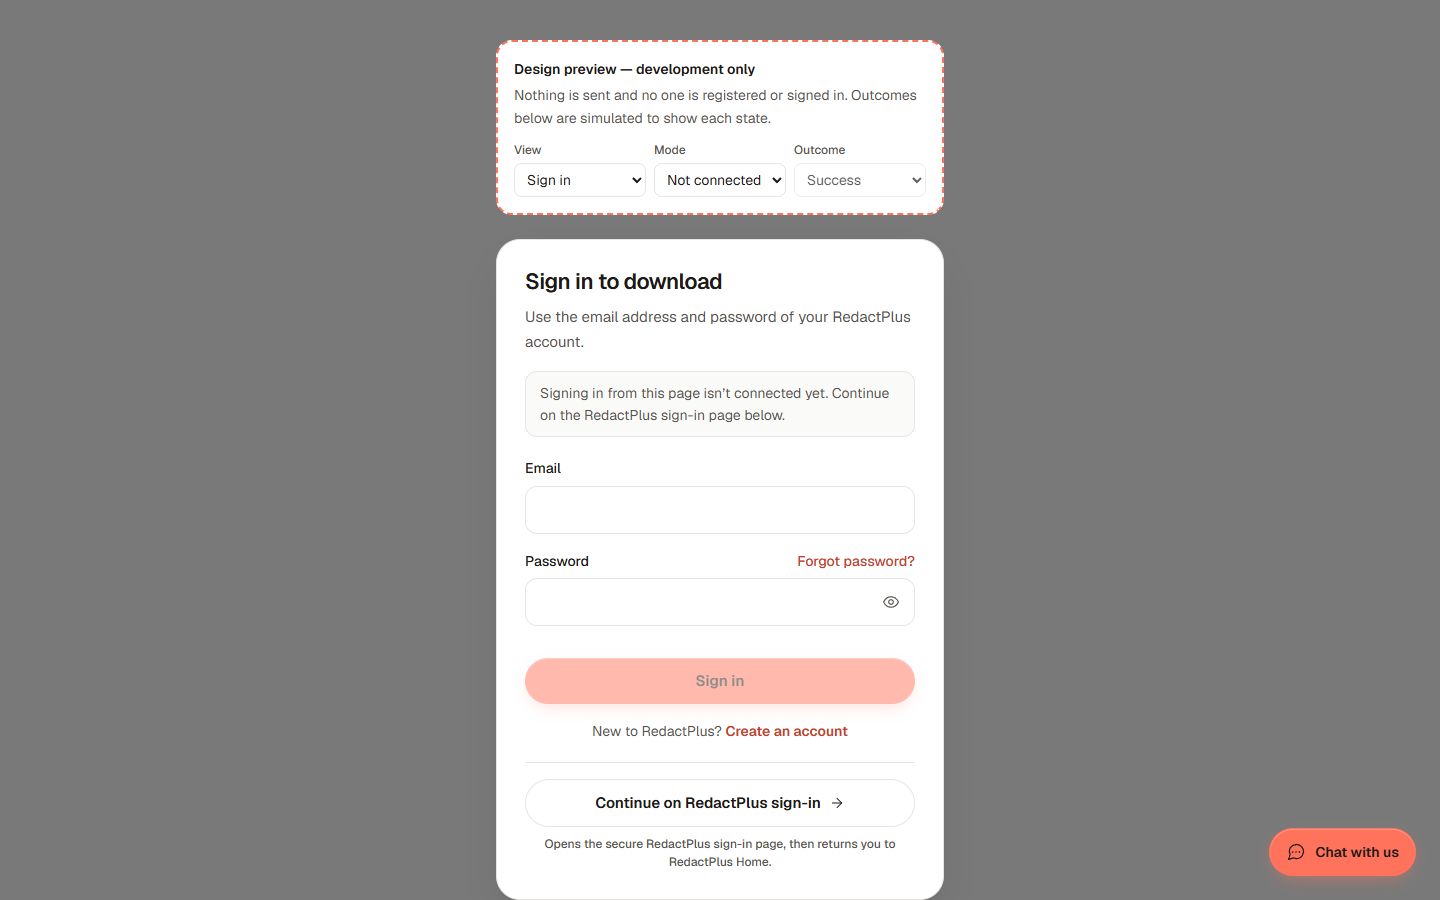 Design preview — development only
Nothing is sent and no one is registered or signed in. Outcomes
below are simulated to show each state.
View Mode Outcome
Sign in Not connected Success
Sign in to download
Use the email address and password of your RedactPlus
account.
Signing in from this page isn’t connected yet. Continue
on the RedactPlus sign-in page below.
Email
Password Forgot password?
Sign in
New to RedactPlus? Create an account
Continue on RedactPlus sign-in →
Opens the secure RedactPlus sign-in page, then returns you to
RedactPlus Home.
Chat with us